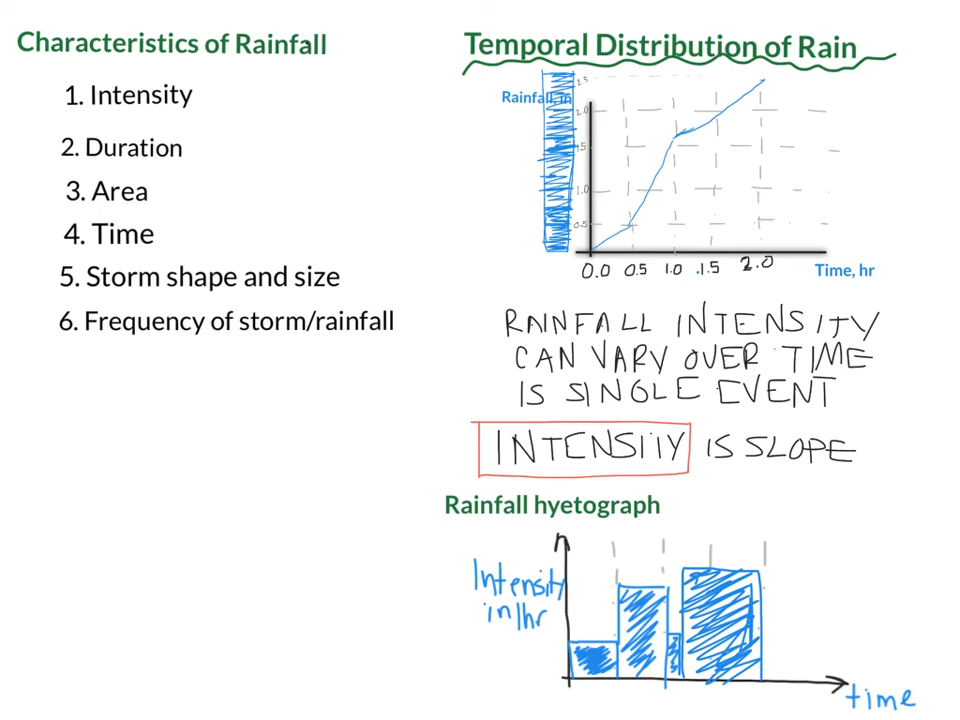 Characteristics of Rainfall
1. Intensity
2. Duration
3. Area
4. Time
5. Storm shape and size
6. Frequency of storm/rainfall
Temporal Distribution of Rain
Rainfall, in
2.0
1.0
0.5
0.0 0.5 1.0 .1.5 2.0
Time, hr
RAINFALL INTENSITY
CAN VARY OVER TIME
IS SINGLE EVENT
INTENSITY IS SLOPE
Rainfall hyetograph
Intensity
in/hr
time